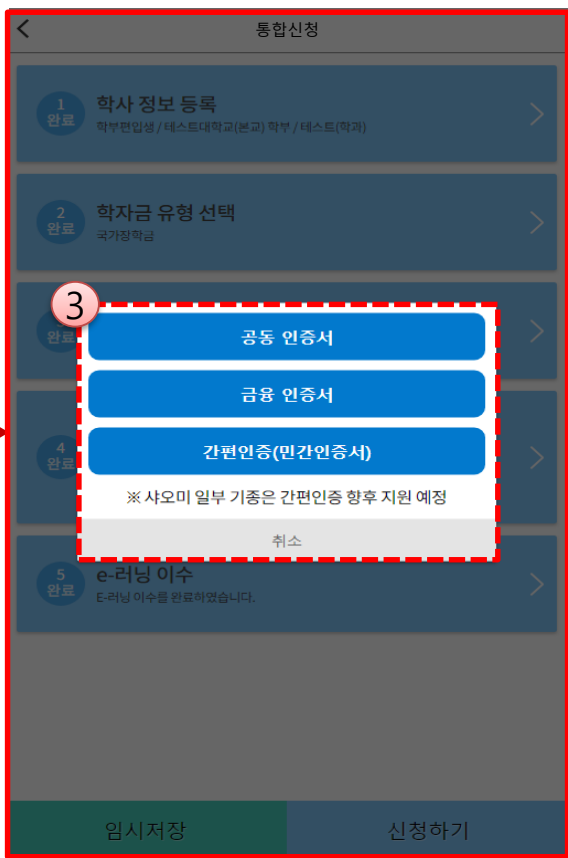 통합신청
1
완료
학사 정보 등록
학부편입생 / 테스트대학교(본교) 학부 / 테스트(학과)
2
완료
학자금 유형 선택
국가장학금
3
완료
공동 인증서
금융 인증서
4
완료
간편인증(민간인증서)
※ 샤오미 일부 기종은 간편인증 향후 지원 예정
취소
5
완료
e-러닝 이수
E-러닝 이수를 완료하였습니다.
임시저장
신청하기